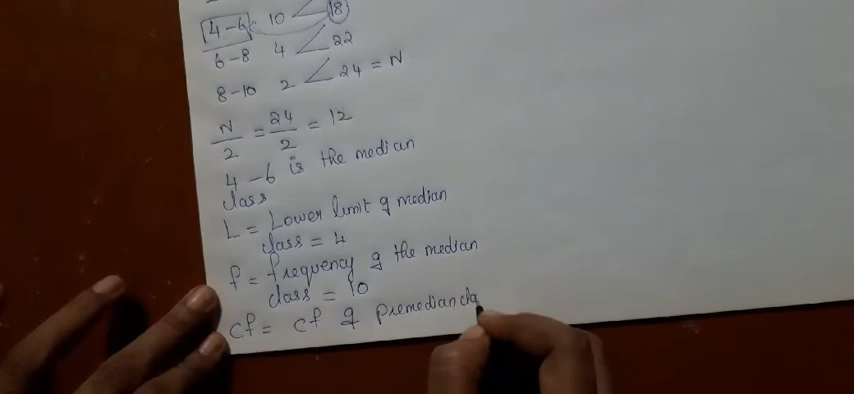 4-6 10 18
6-8 4 22
8-10 2 24 = N
N/2 = 24/2 = 12
4-6 is the median
class
L = Lower limit of median
class = 4
f = frequency of the median
class = 10
cf = cf of premedian cla